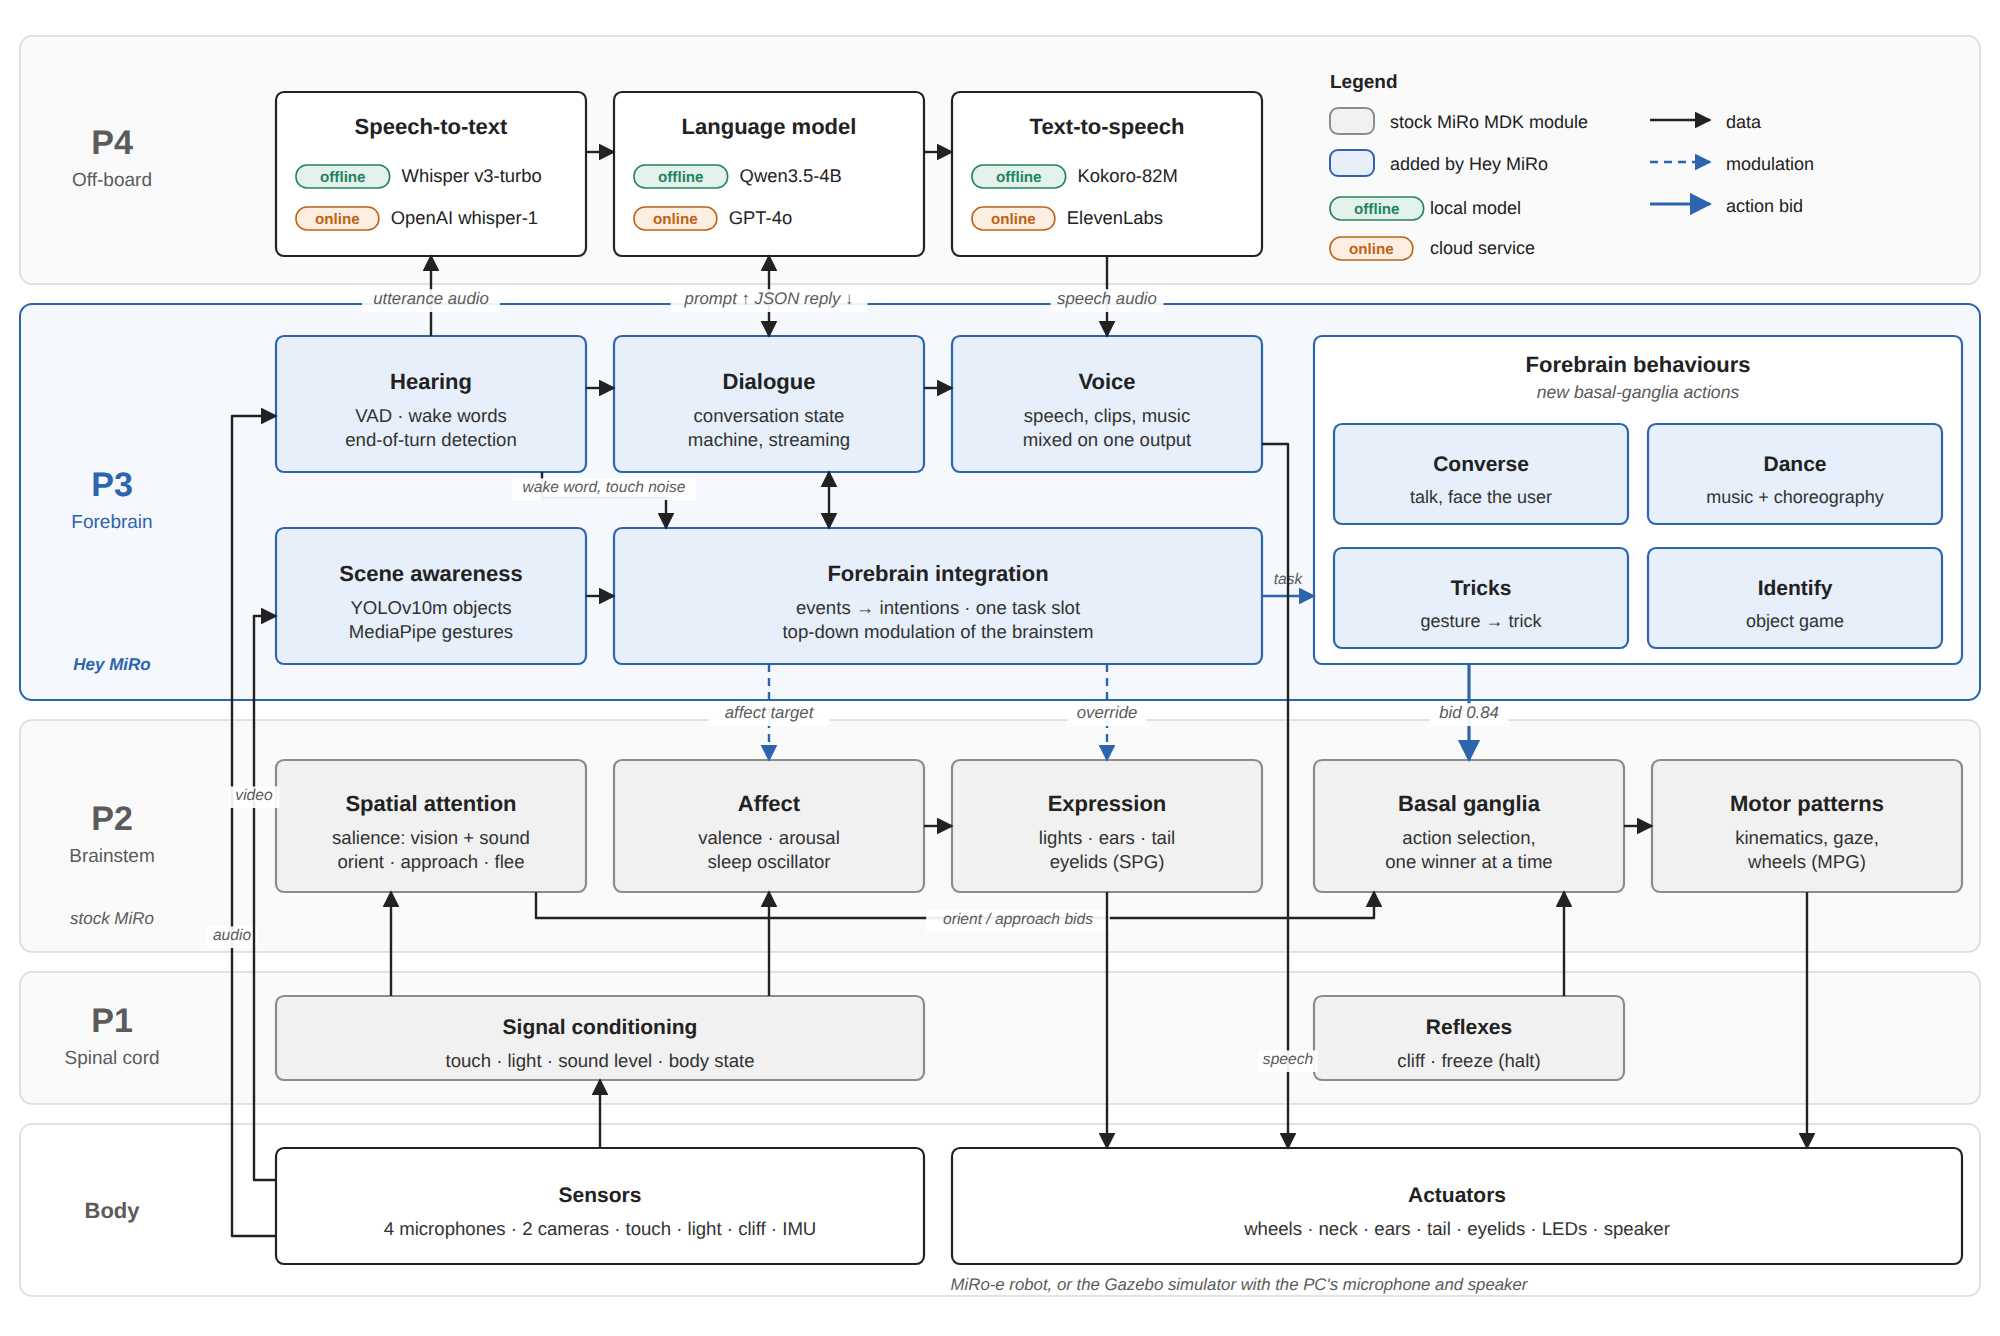 P4
Off-board
Speech-to-text
offline Whisper v3-turbo
online OpenAI whisper-1
Language model
offline Qwen3.5-4B
online GPT-4o
Text-to-speech
offline Kokoro-82M
online ElevenLabs
Legend
stock MiRo MDK module
added by Hey MiRo
offline local model
online cloud service
data
modulation
action bid
utterance audio
prompt ↑ JSON reply ↓
speech audio
P3
Forebrain
Hey MiRo
Hearing
VAD · wake words
end-of-turn detection
Dialogue
conversation state
machine, streaming
Voice
speech, clips, music
mixed on one output
wake word, touch noise
Scene awareness
YOLOv10m objects
MediaPipe gestures
Forebrain integration
events → intentions · one task slot
top-down modulation of the brainstem
task
Forebrain behaviours
new basal-ganglia actions
Converse
talk, face the user
Dance
music + choreography
Tricks
gesture → trick
Identify
object game
affect target
override
bid 0.84
P2
Brainstem
stock MiRo
video
audio
Spatial attention
salience: vision + sound
orient · approach · flee
Affect
valence · arousal
sleep oscillator
Expression
lights · ears · tail
eyelids (SPG)
Basal ganglia
action selection,
one winner at a time
Motor patterns
kinematics, gaze,
wheels (MPG)
orient / approach bids
P1
Spinal cord
Signal conditioning
touch · light · sound level · body state
speech
Reflexes
cliff · freeze (halt)
Body
Sensors
4 microphones · 2 cameras · touch · light · cliff · IMU
Actuators
wheels · neck · ears · tail · eyelids · LEDs · speaker
MiRo-e robot, or the Gazebo simulator with the PC's microphone and speaker